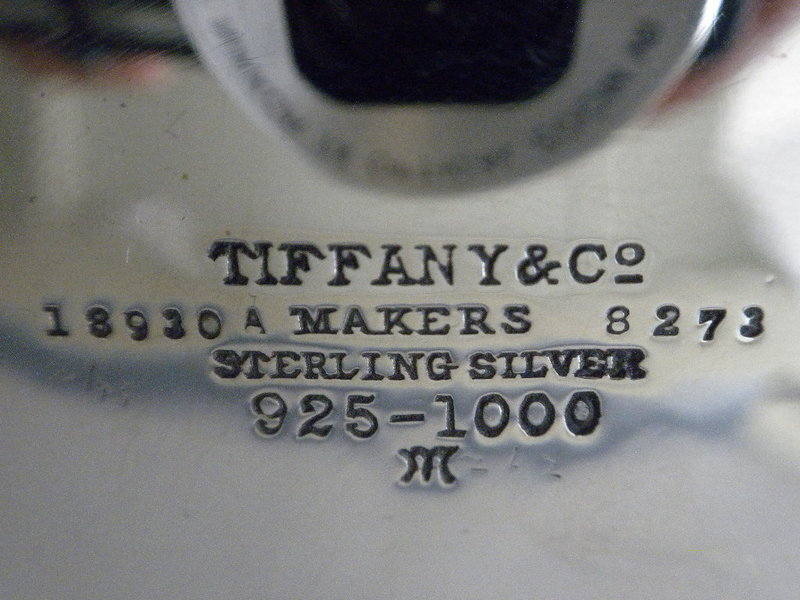 TIFFANY & Cº
18930 A MAKERS 8273
STERLING SILVER
925-1000
M